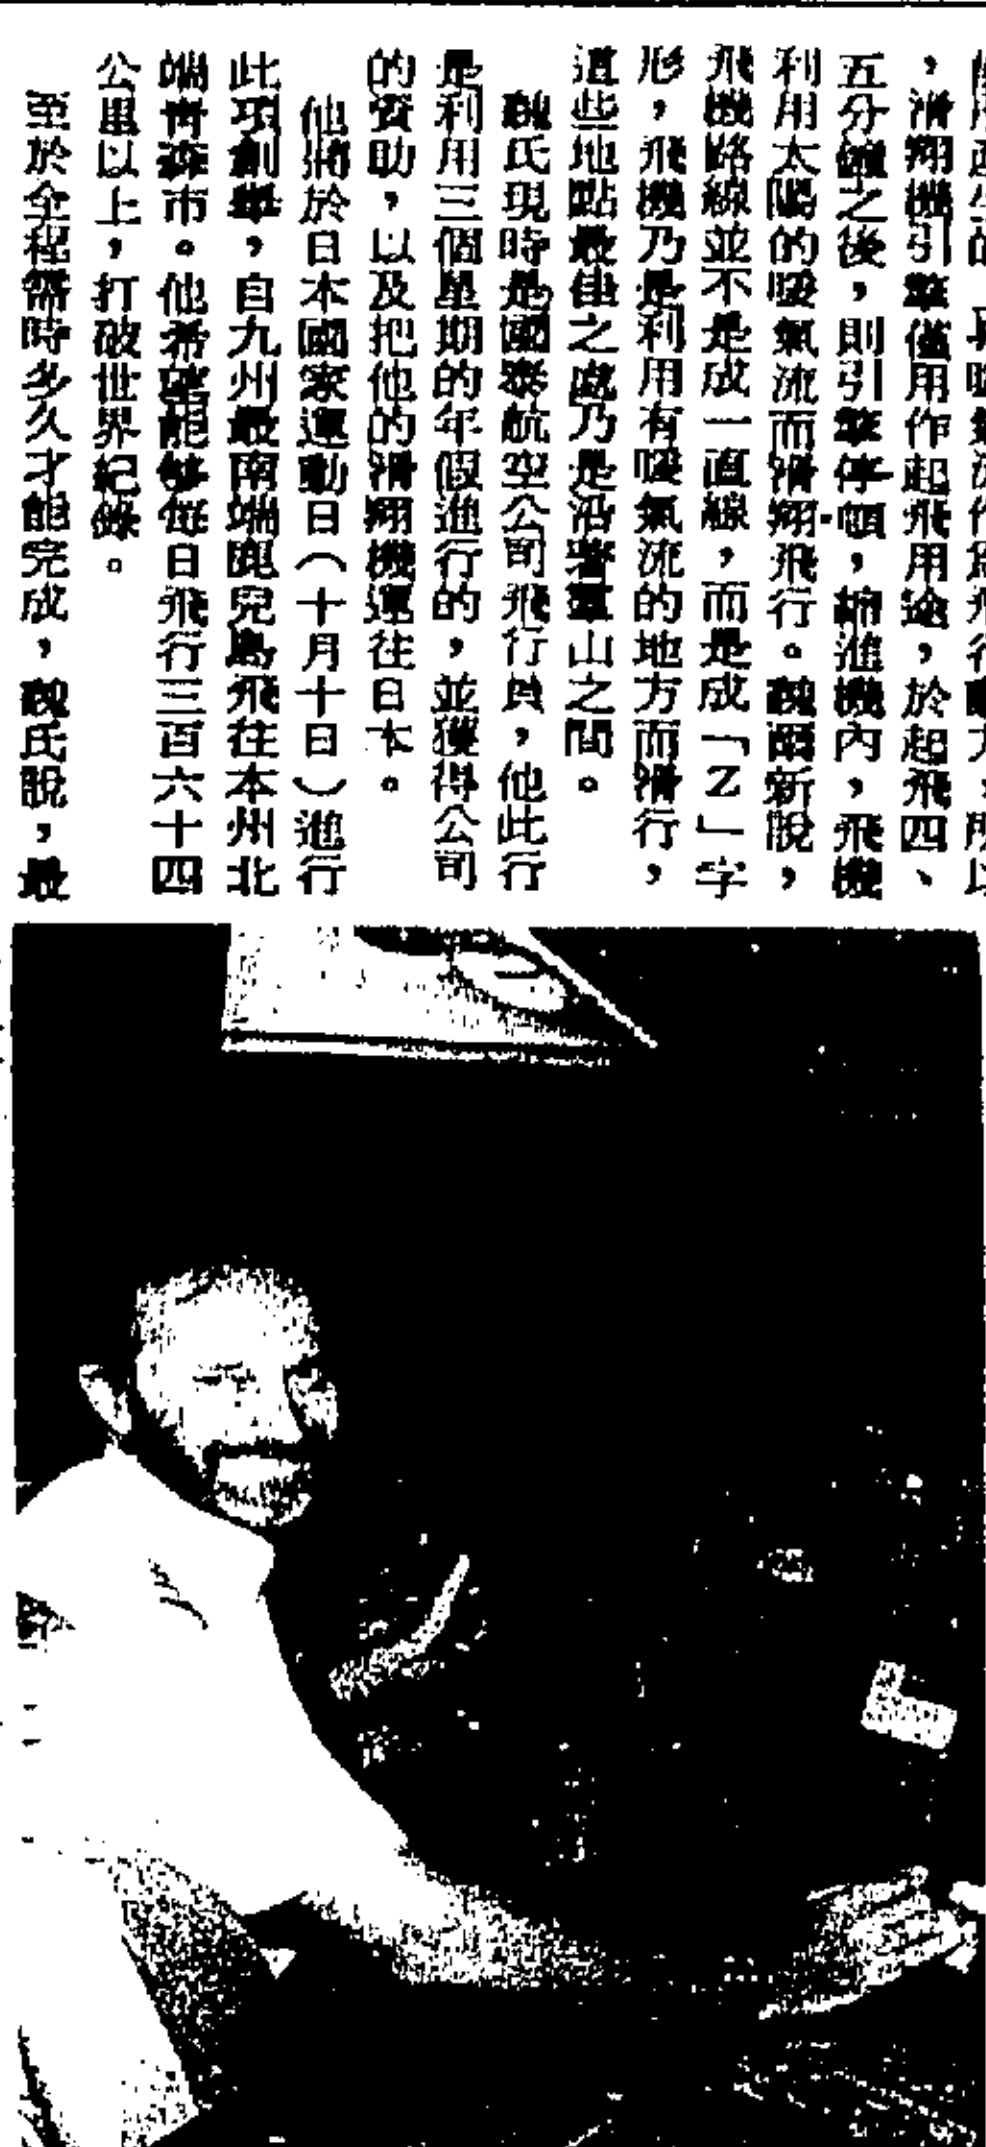 ，滑翔機引擎僅用作起飛用途，於起飛四、
五分鐘之後，則引擎停頓，綣進機內，飛機
利用太陽的暖氣流而滑翔飛行。魏爾新說，
飛機路線並不是成一直線，而是成「Z」字
形，飛機乃是利用有暖氣流的地方而滑行，
這些地點最佳之處乃是沿著羣山之間。
魏氏現時是國泰航空公司飛行員，他此行
是利用三個星期的年假進行的，並獲得公司
的資助，以及把他的滑翔機運往日本。
他將於日本國家運動日（十月十日）進行
此項創舉，自九州最南端鹿兒島飛往本州北
端青森市。他希望能够每日飛行三百六十四
公里以上，打破世界紀錄。
至於全程需時多久才能完成，魏氏說，最